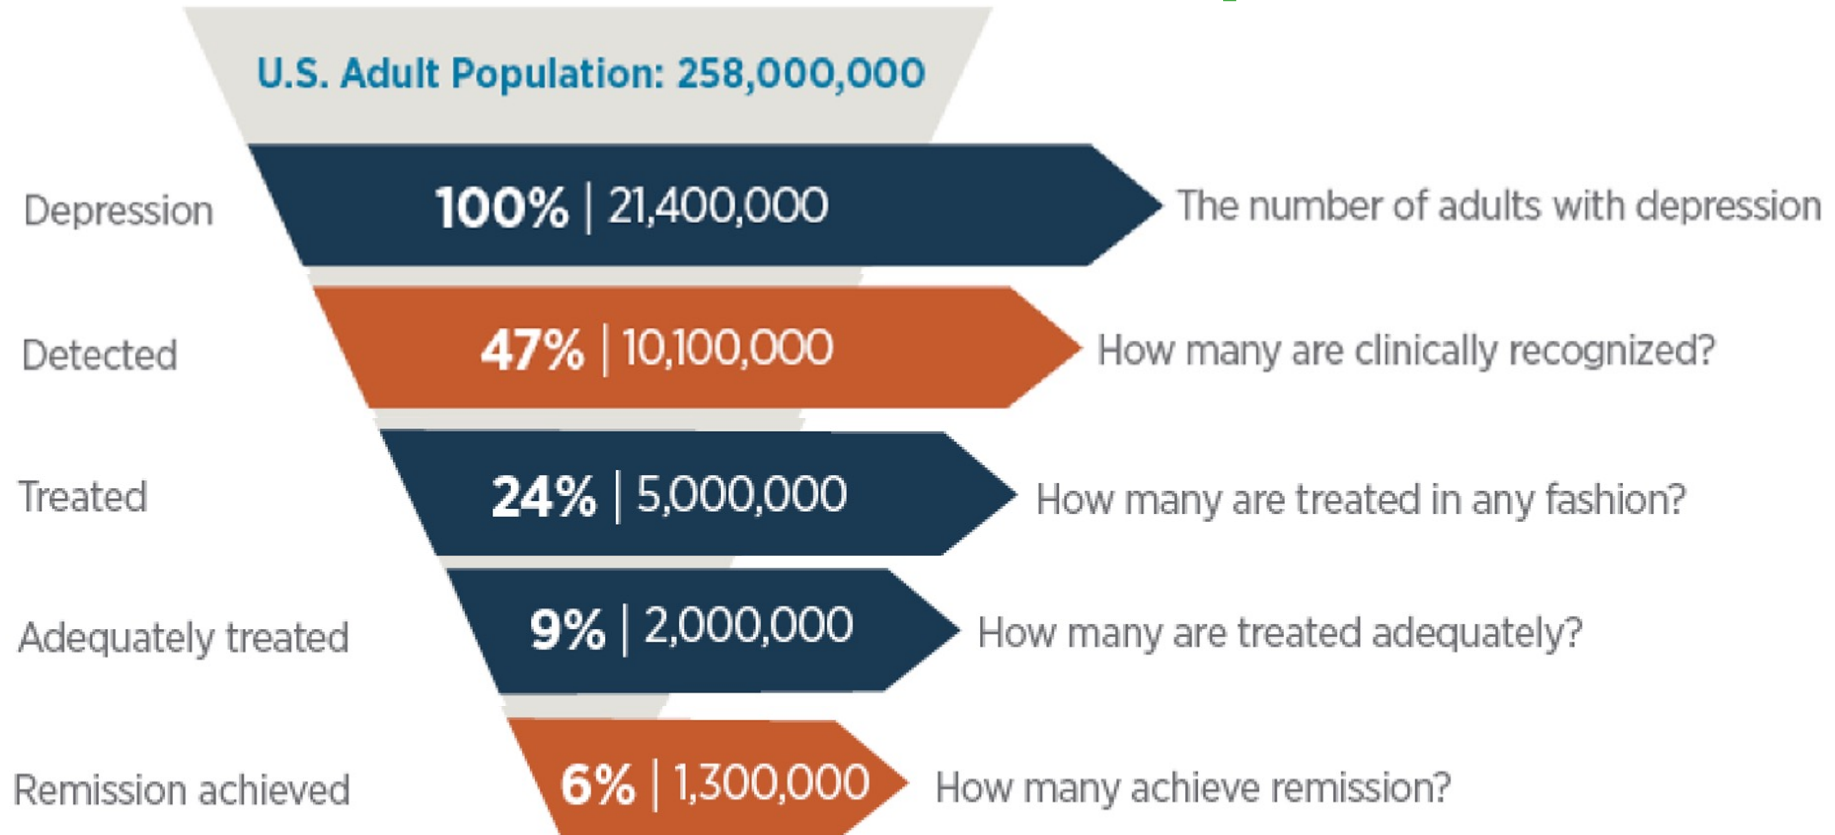 U.S. Adult Population: 258,000,000
Depression 100% | 21,400,000 The number of adults with depression
Detected 47% | 10,100,000 How many are clinically recognized?
Treated 24% | 5,000,000 How many are treated in any fashion?
Adequately treated 9% | 2,000,000 How many are treated adequately?
Remission achieved 6% | 1,300,000 How many achieve remission?